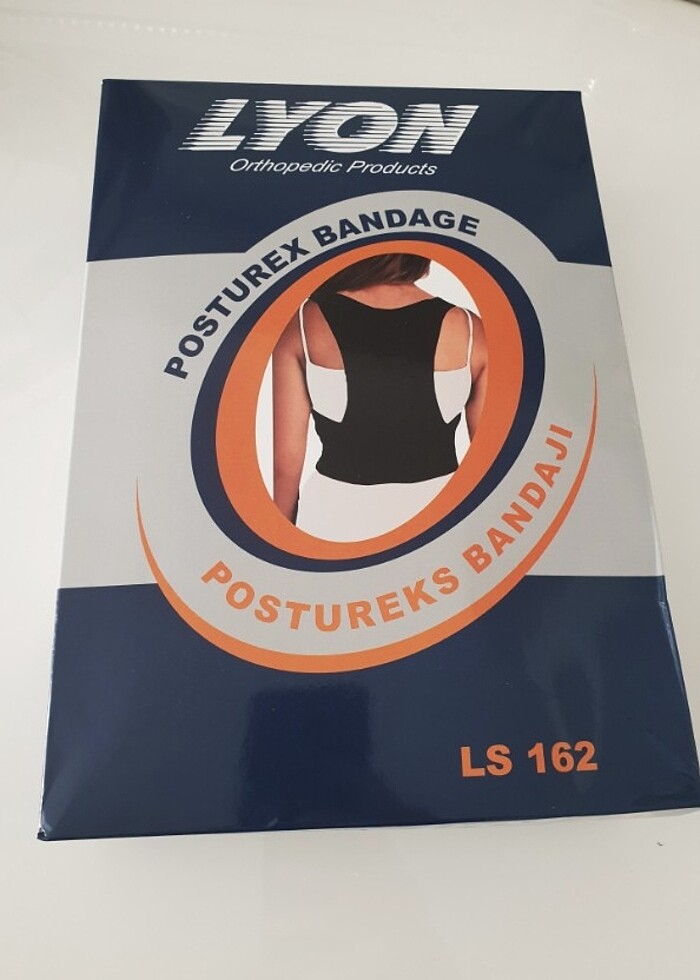 LYON
Orthopedic Products
POSTUREX BANDAGE
POSTUREKS BANDAJI
LS 162